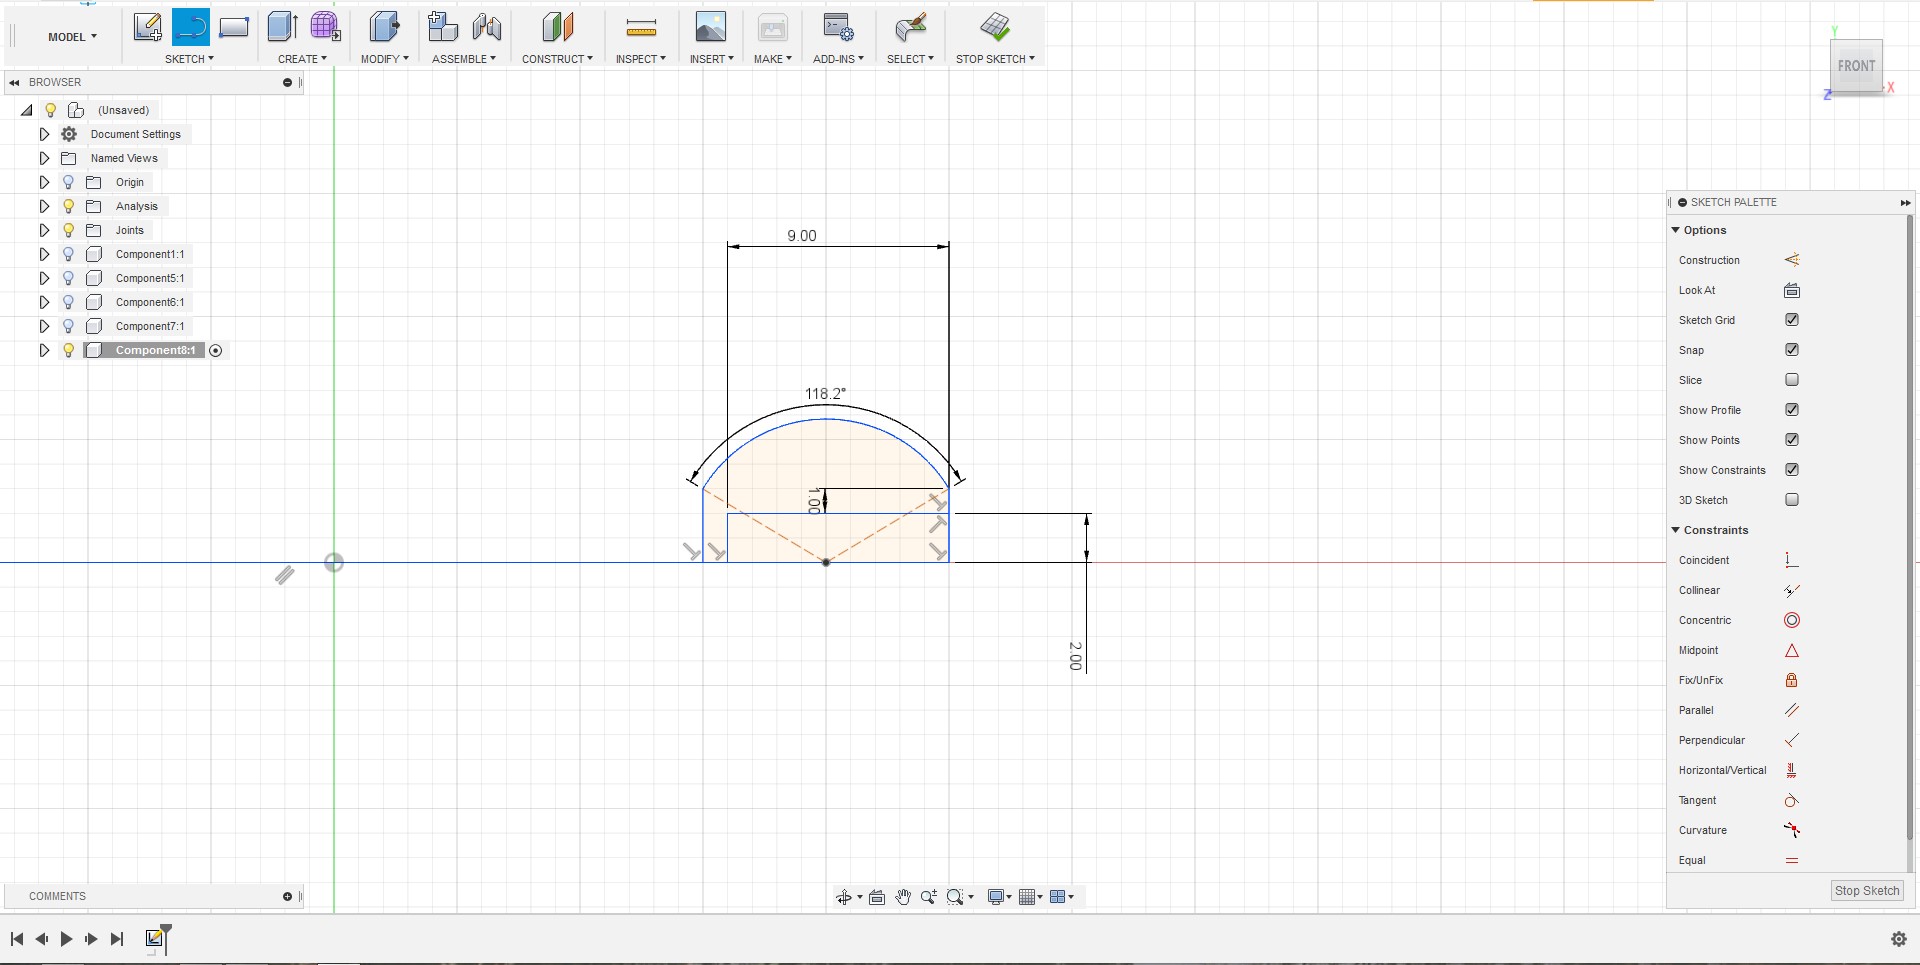 MODEL
SKETCH
CREATE
MODIFY
ASSEMBLE
CONSTRUCT
INSPECT
INSERT
MAKE
ADD-INS
SELECT
STOP SKETCH
Y
FRONT
Z
X
BROWSER
(Unsaved)
Document Settings
Named Views
Origin
Analysis
Joints
Component1:1
Component5:1
Component6:1
Component7:1
Component8:1
9.00
118.2°
1.00
2.00
SKETCH PALETTE
Options
Construction
Look At
Sketch Grid
Snap
Slice
Show Profile
Show Points
Show Constraints
3D Sketch
Constraints
Coincident
Collinear
Concentric
Midpoint
Fix/UnFix
Parallel
Perpendicular
Horizontal/Vertical
Tangent
Curvature
Equal
Stop Sketch
COMMENTS